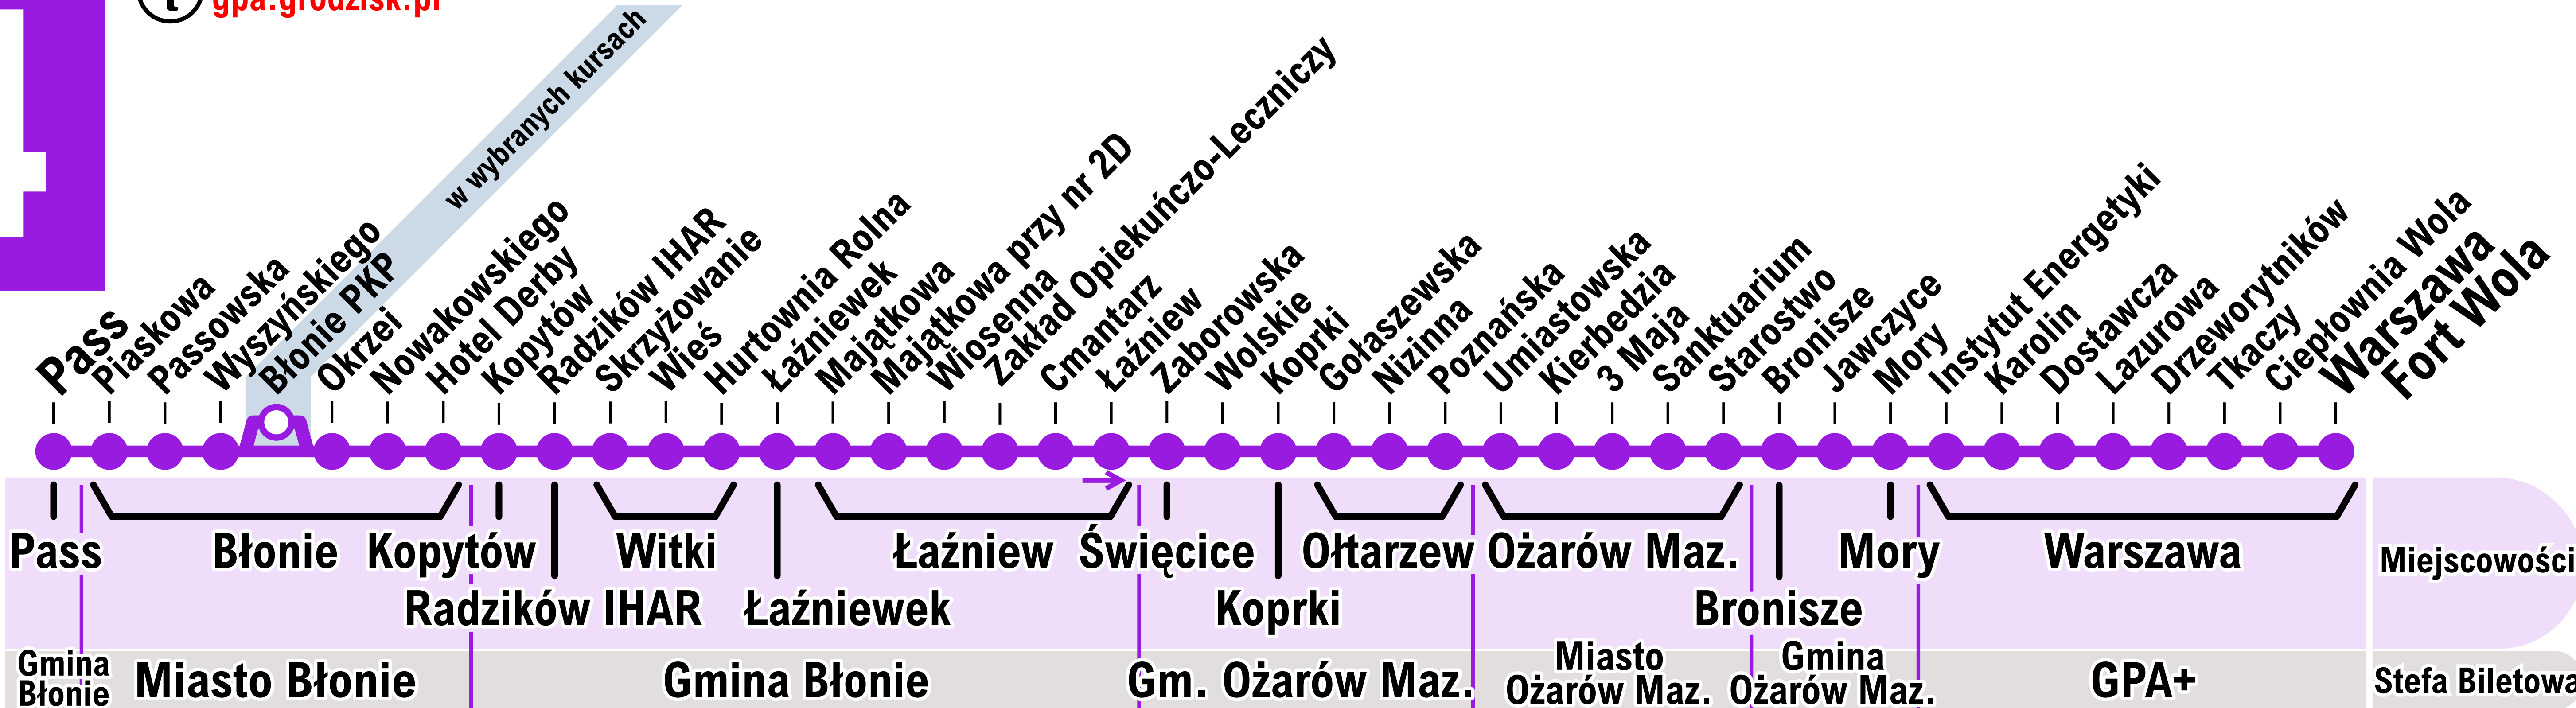 gpa.grodzisk.pl
w wybranych kursach
Pass
Piaskowa
Passowska
Wyszyńskiego
Błonie PKP
Okrzei
Nowakowskiego
Hotel Derby
Kopytów
Radzików IHAR
Skrzyżowanie
Wieś
Hurtownia Rolna
Łaźniewek
Majątkowa
Majątkowa przy nr 2D
Wiosenna
Zakład Opiekuńczo-Leczniczy
Cmantarz
Łaźniew
Zaborowska
Wolskie
Koprki
Gołaszewska
Nizinna
Poznańska
Umiastowska
Kierbedzia
3 Maja
Sanktuarium
Starostwo
Bronisze
Jawczyce
Mory
Instytut Energetyki
Karolin
Dostawcza
Lazurowa
Drzeworytników
Tkaczy
Ciepłownia Wola
Warszawa
Fort Wola
Pass Błonie Kopytów Witki Łaźniew Święcice Ołtarzew Ożarów Maz. Mory Warszawa Miejscowości
Radzików IHAR Łaźniewek Koprki Bronisze
Gmina
Błonie
Miasto Błonie
Gmina Błonie
Gm. Ożarów Maz.
Miasto
Ożarów Maz.
Gmina
Ożarów Maz.
GPA+
Stefa Biletowa